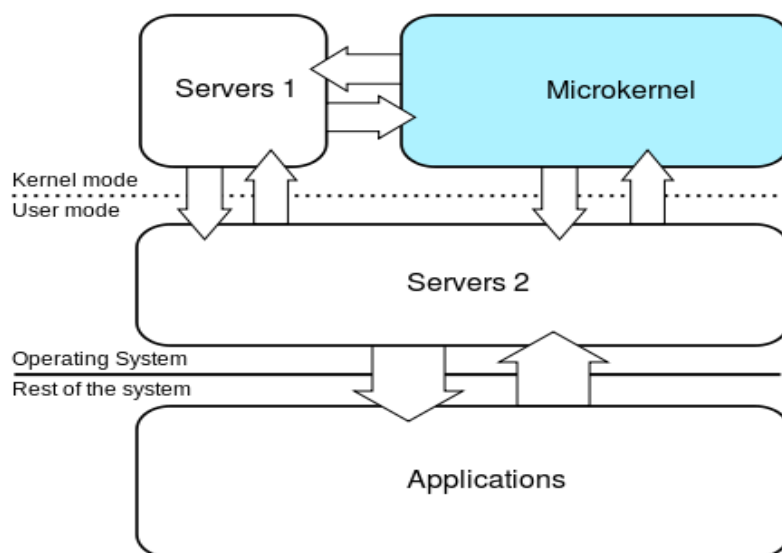 Servers 1
Microkernel
Kernel mode
User mode
Servers 2
Operating System
Rest of the system
Applications